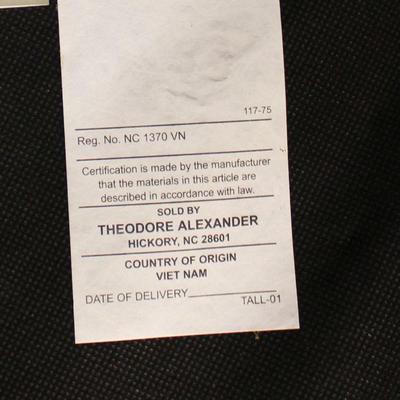 117-75
Reg. No. NC 1370 VN
Certification is made by the manufacturer
that the materials in this article are
described in accordance with law.
SOLD BY
THEODORE ALEXANDER
HICKORY, NC 28601
COUNTRY OF ORIGIN
VIET NAM
DATE OF DELIVERY
TALL-01